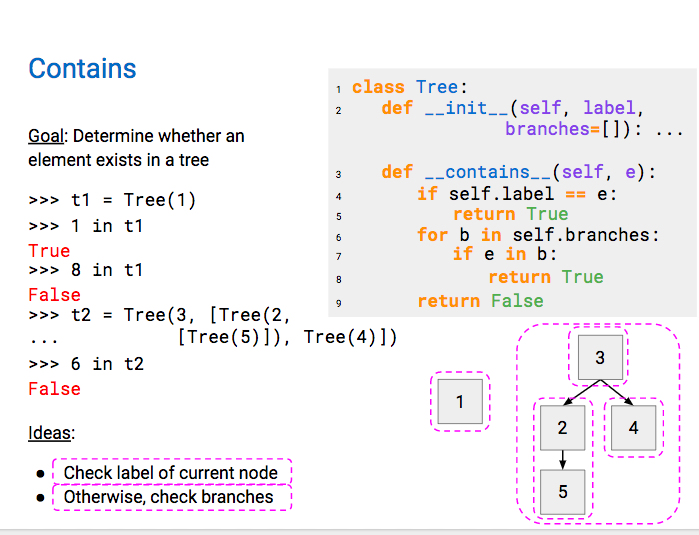 Contains
Goal: Determine whether an
element exists in a tree
>>> t1 = Tree(1)
>>> 1 in t1
True
>>> 8 in t1
False
>>> t2 = Tree(3, [Tree(2,
... [Tree(5)]), Tree(4)])
>>> 6 in t2
False
Ideas:
● Check label of current node
● Otherwise, check branches
1 class Tree:
2 def __init__(self, label,
branches=[]): ...
3 def __contains__(self, e):
4 if self.label == e:
5 return True
6 for b in self.branches:
7 if e in b:
8 return True
9 return False
1
3
2 4
5